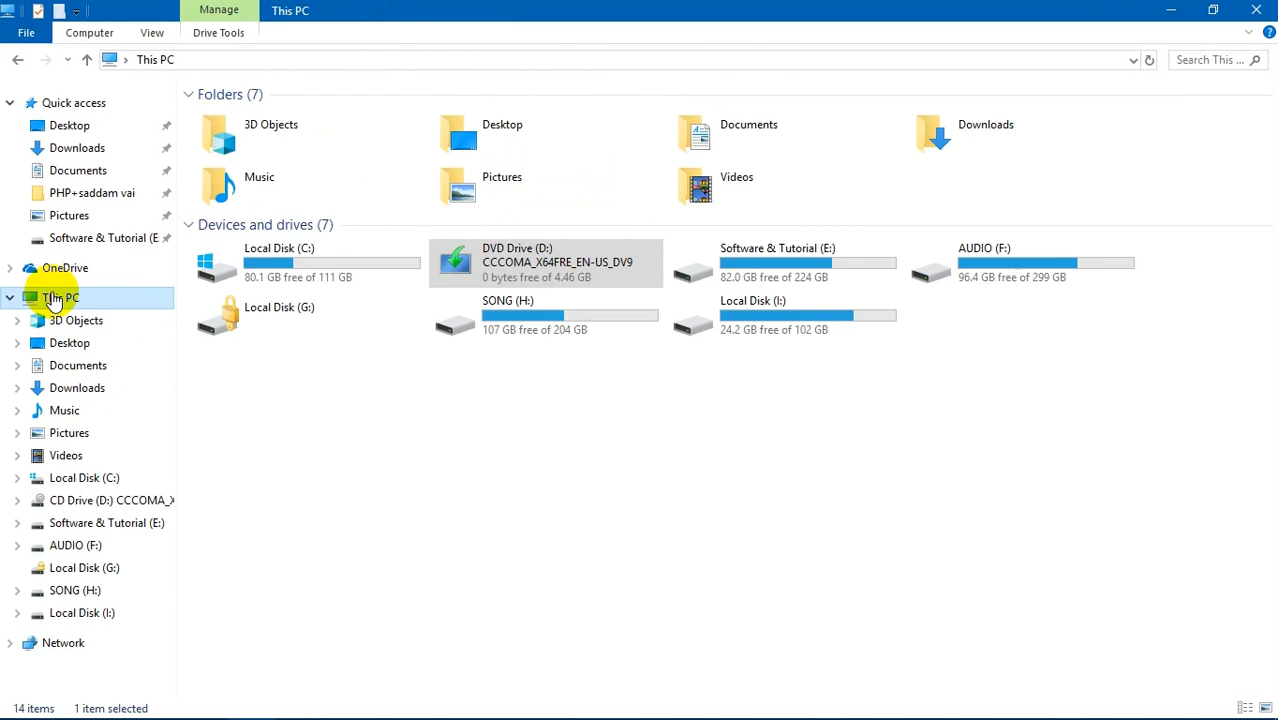 Manage
This PC
File
Computer
View
Drive Tools
This PC
Search This ...
Quick access
Desktop
Downloads
Documents
PHP+saddam vai
Pictures
Software & Tutorial (E
OneDrive
This PC
3D Objects
Desktop
Documents
Downloads
Music
Pictures
Videos
Local Disk (C:)
CD Drive (D:) CCCOMA_X
Software & Tutorial (E:)
AUDIO (F:)
Local Disk (G:)
SONG (H:)
Local Disk (I:)
Network
Folders (7)
3D Objects
Desktop
Documents
Downloads
Music
Pictures
Videos
Devices and drives (7)
Local Disk (C:)
80.1 GB free of 111 GB
DVD Drive (D:)
CCCOMA_X64FRE_EN-US_DV9
0 bytes free of 4.46 GB
Software & Tutorial (E:)
82.0 GB free of 224 GB
AUDIO (F:)
96.4 GB free of 299 GB
Local Disk (G:)
SONG (H:)
107 GB free of 204 GB
Local Disk (I:)
24.2 GB free of 102 GB
14 items
1 item selected